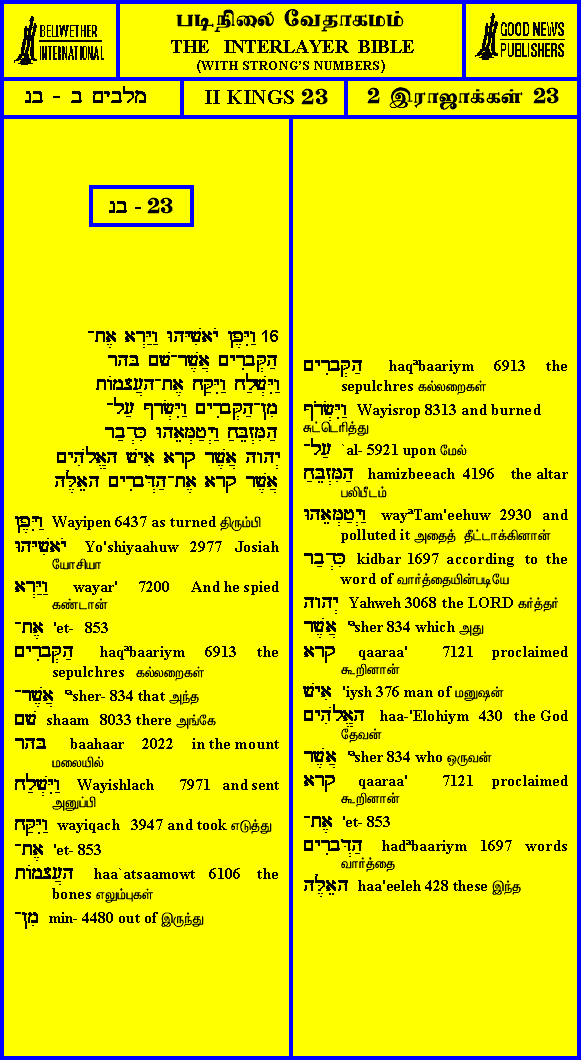 BELLWETHER
INTERNATIONAL
படிநிலை வேதாகமம்
THE INTERLAYER BIBLE
(WITH STRONG'S NUMBERS)
GOOD NEWS
PUBLISHERS
מלכים ב - כג
II KINGS 23
2 இராஜாக்கள் 23
כג - 23
16 וַיִּפֶן יֹאשִׁיָּהוּ וַיַּרְא אֶת־
הַקְּבָרִים אֲשֶׁר־שָׁם בָּהָר
וַיִּשְׁלַח וַיִּקַּח אֶת־הָעֲצָמוֹת
מִן־הַקְּבָרִים וַיִּשְׂרֹף עַל־
הַמִּזְבֵּחַ וַיְטַמְּאֵהוּ כִּדְבַר
יְהוָה אֲשֶׁר קָרָא אִישׁ הָאֱלֹהִים
אֲשֶׁר קָרָא אֶת־הַדְּבָרִים הָאֵלֶּה
וַיִּפֶן Wayipen 6437 as turned திரும்பி
יֹאשִׁיָּהוּ Yo'shiyaahuw 2977 Josiah
யோசியா
וַיַּרְא wayar' 7200 And he spied
கண்டான்
אֶת־ 'et- 853
הַקְּבָרִים haqªbaariym 6913 the
sepulchres கல்லறைகள்
אֲשֶׁר־ ªsher- 834 that அந்த
שָׁם shaam 8033 there அங்கே
בָּהָר baahaar 2022 in the mount
மலையில்
וַיִּשְׁלַח Wayishlach 7971 and sent
அனுப்பி
וַיִּקַּח wayiqach 3947 and took எடுத்து
אֶת־ 'et- 853
הָעֲצָמוֹת haa`atsaamowt 6106 the
bones எலும்புகள்
מִן־ min- 4480 out of இருந்து
הַקְּבָרִים haqªbaariym 6913 the
sepulchres கல்லறைகள்
וַיִּשְׂרֹף Wayisrop 8313 and burned
சுட்டெரித்து
עַל־ `al- 5921 upon மேல்
הַמִּזְבֵּחַ hamizbeeach 4196 the altar
பலிபீடம்
וַיְטַמְּאֵהוּ wayªTam'eehuw 2930 and
polluted it அதைத் தீட்டாக்கினான்
כִּדְבַר kidbar 1697 according to the
word of வார்த்தையின்படியே
יְהוָה Yahweh 3068 the LORD கர்த்தர்
אֲשֶׁר ªsher 834 which அது
קָרָא qaaraa' 7121 proclaimed
கூறினான்
אִישׁ 'iysh 376 man of மனுஷன்
הָאֱלֹהִים haa-'Elohiym 430 the God
தேவன்
אֲשֶׁר ªsher 834 who ஒருவன்
קָרָא qaaraa' 7121 proclaimed
கூறினான்
אֶת־ 'et- 853
הַדְּבָרִים hadªbaariym 1697 words
வார்த்தை
הָאֵלֶּה haa'eeleh 428 these இந்த